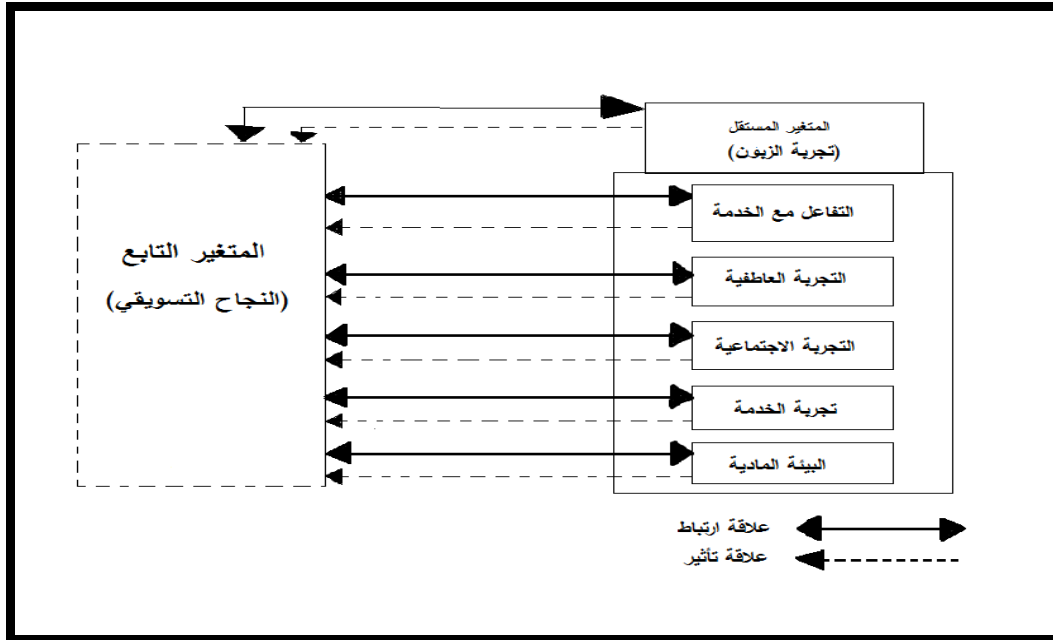 المتغير المستقل
(تجربة الزبون)
التفاعل مع الخدمة
التجربة العاطفية
التجربة الاجتماعية
تجربة الخدمة
البيئة المادية
المتغير التابع
(النجاح التسويقي)
علاقة ارتباط
علاقة تأثير